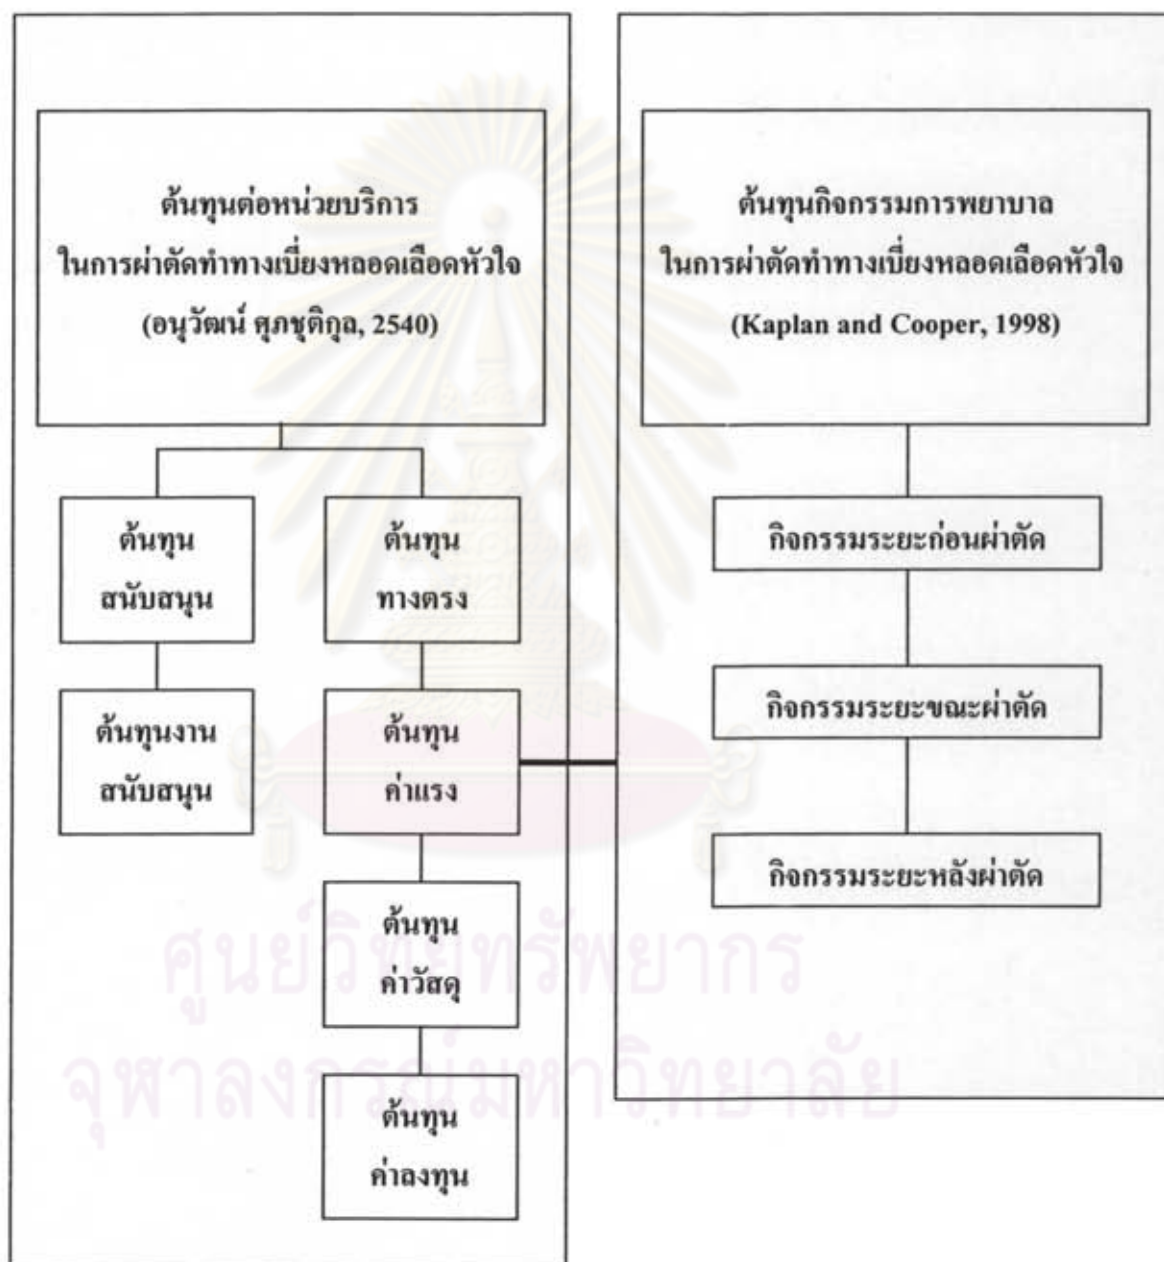 ต้นทุนต่อหน่วยบริการ
ในการผ่าตัดทำทางเบี่ยงหลอดเลือดหัวใจ
(อนุวัฒน์ ศุภชุติกุล, 2540)
ต้นทุน
สนับสนุน
ต้นทุน
ทางตรง
ต้นทุนงาน
สนับสนุน
ต้นทุน
ค่าแรง
ต้นทุน
ค่าวัสดุ
ต้นทุน
ค่าลงทุน
ต้นทุนกิจกรรมการพยาบาล
ในการผ่าตัดทำทางเบี่ยงหลอดเลือดหัวใจ
(Kaplan and Cooper, 1998)
กิจกรรมระยะก่อนผ่าตัด
กิจกรรมระยะขณะผ่าตัด
กิจกรรมระยะหลังผ่าตัด
ศูนย์วิทยทรัพยากร
จุฬาลงกรณ์มหาวิทยาลัย